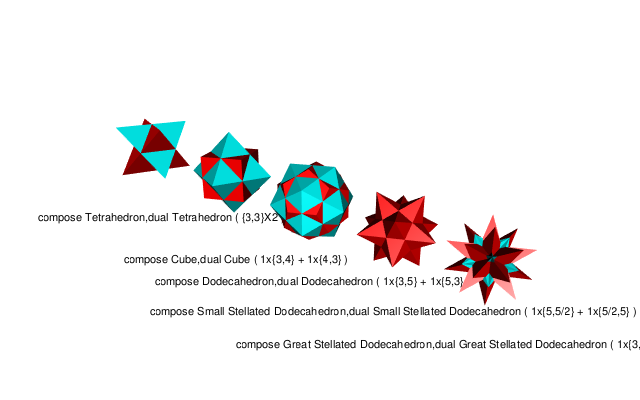 compose Tetrahedron,dual Tetrahedron ( {3,3}X2
compose Cube,dual Cube ( 1x{3,4} + 1x{4,3} )
compose Dodecahedron,dual Dodecahedron ( 1x{3,5} + 1x{5,3}
compose Small Stellated Dodecahedron,dual Small Stellated Dodecahedron ( 1x{5,5/2} + 1x{5/2,5} )
compose Great Stellated Dodecahedron,dual Great Stellated Dodecahedron ( 1x{3,